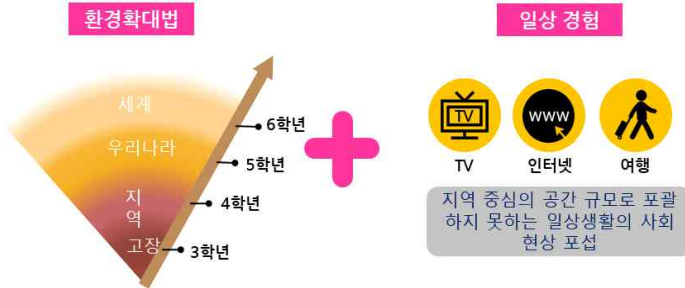 환경확대법
일상 경험
세계
우리나라
지
역
고장
6학년
5학년
4학년
3학년
TV
www
TV
인터넷
여행
지역 중심의 공간 규모로 포괄
하지 못하는 일상생활의 사회
현상 포섭